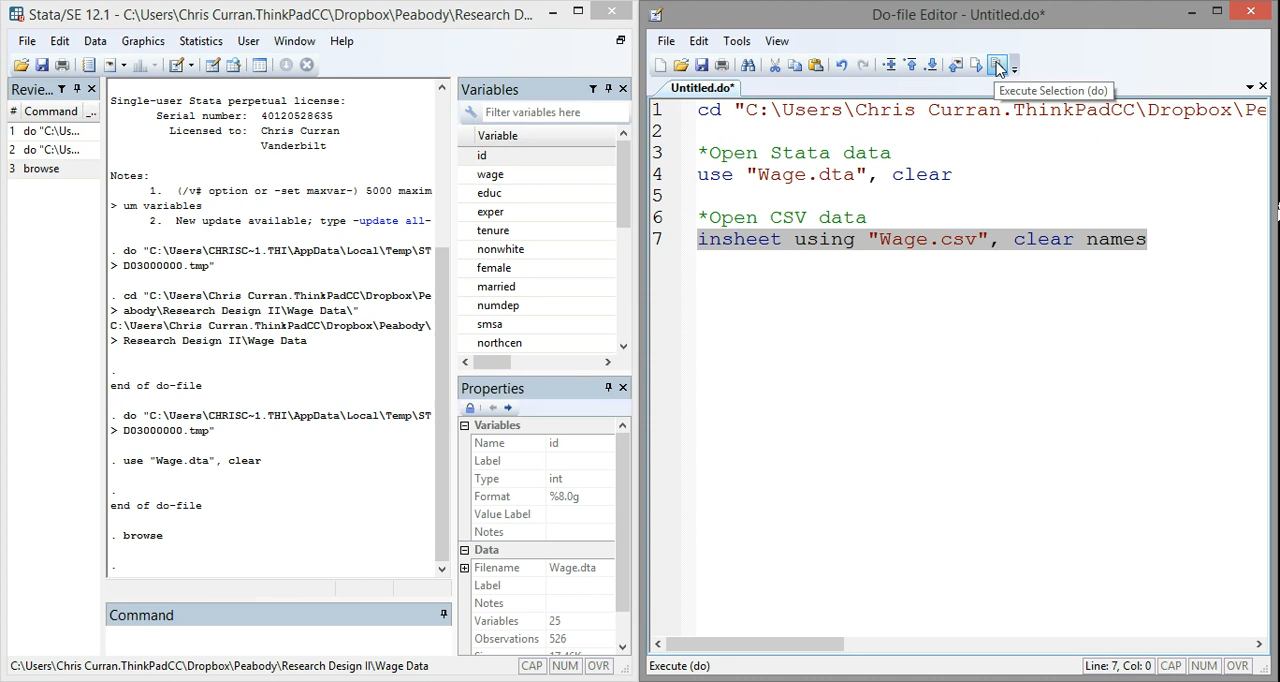 Stata/SE 12.1 - C:\Users\Chris Curran.ThinkPadCC\Dropbox\Peabody\Research D...
File Edit Data Graphics Statistics User Window Help
Revie...
# Command ...
1 do "C:\Us...
2 do "C:\Us...
3 browse
Single-user Stata perpetual license:
Serial number: 40120528635
Licensed to: Chris Curran
Vanderbilt
Notes:
1. (/v# option or -set maxvar-) 5000 maxim
> um variables
2. New update available; type -update all-
. do "C:\Users\CHRISC~1.THI\AppData\Local\Temp\ST
> D03000000.tmp"
. cd "C:\Users\Chris Curran.ThinkPadCC\Dropbox\Pe
> abody\Research Design II\Wage Data\"
C:\Users\Chris Curran.ThinkPadCC\Dropbox\Peabody\
> Research Design II\Wage Data
.
end of do-file
. do "C:\Users\CHRISC~1.THI\AppData\Local\Temp\ST
> D03000000.tmp"
. use "Wage.dta", clear
.
end of do-file
. browse
.
Command
Variables
Filter variables here
Variable
id
wage
educ
exper
tenure
nonwhite
female
married
numdep
smsa
northcen
Properties
Variables
Name id
Label
Type int
Format %8.0g
Value Label
Notes
Data
Filename Wage.dta
Label
Notes
Variables 25
Observations 526
C:\Users\Chris Curran.ThinkPadCC\Dropbox\Peabody\Research Design II\Wage Data
CAP NUM OVR
Do-file Editor - Untitled.do*
File Edit Tools View
Untitled.do*
Execute Selection (do)
1 cd "C:\Users\Chris Curran.ThinkPadCC\Dropbox\Pe
2
3 *Open Stata data
4 use "Wage.dta", clear
5
6 *Open CSV data
7 insheet using "Wage.csv", clear names
Execute (do)
Line: 7, Col: 0 CAP NUM OVR